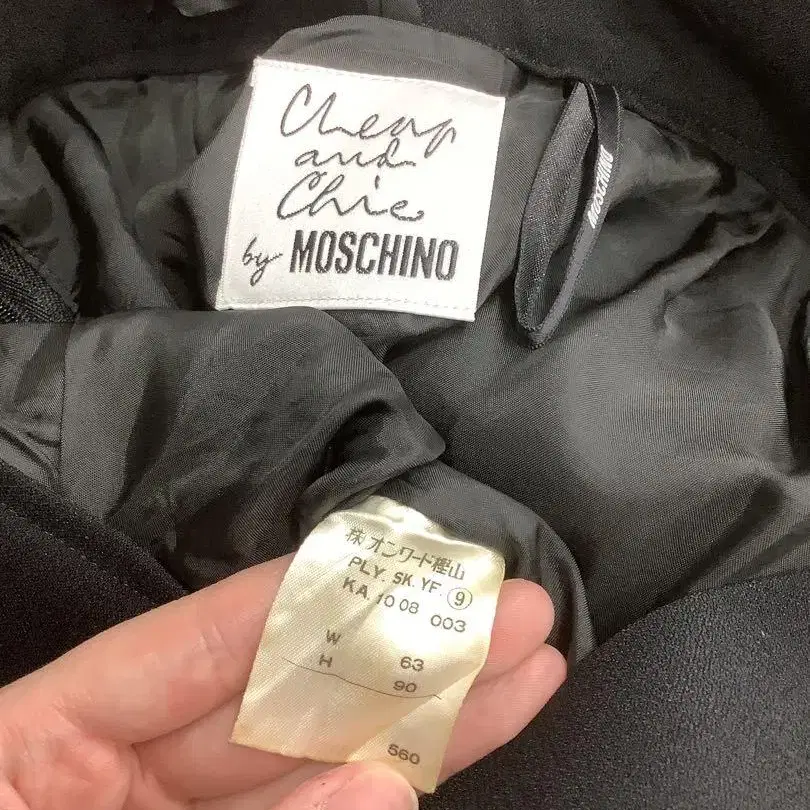 Cheap
and
Chic
by MOSCHINO
MOSCHINO
㈱オンワード樫山
PLY. SK. YF. ⑨
KA 10 08 003
W 63
H 90
560